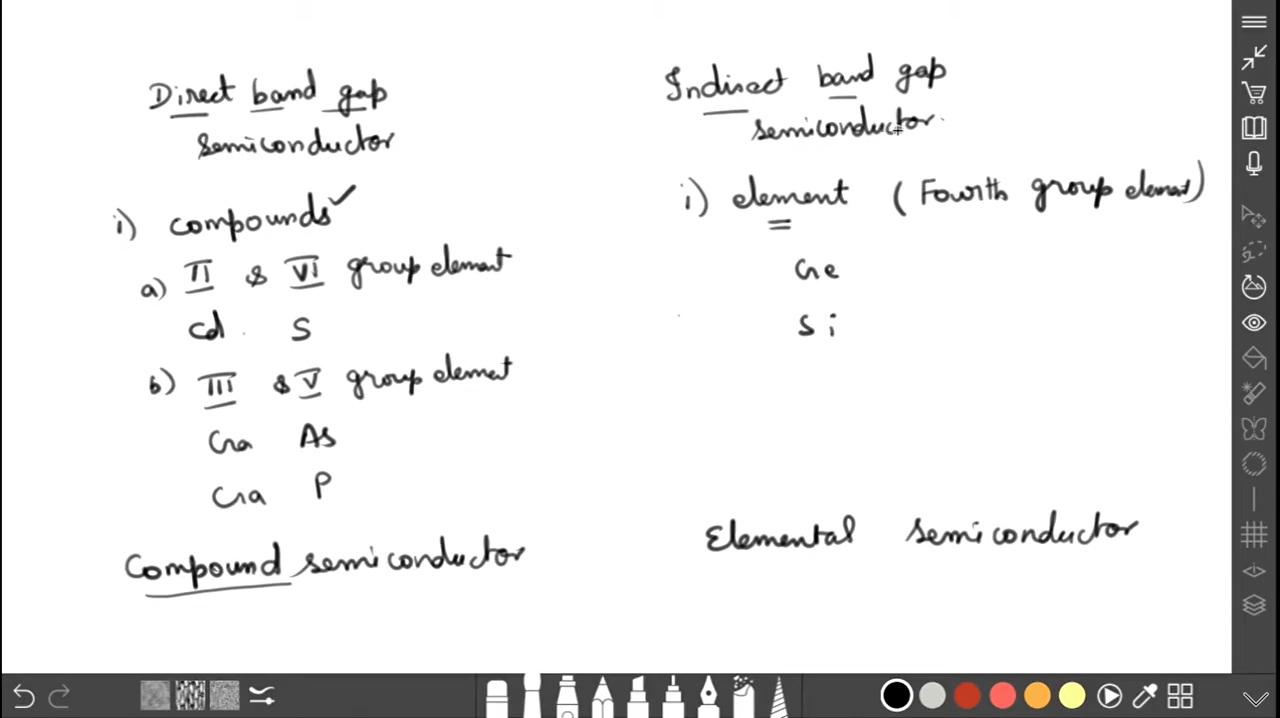 Direct band gap
semiconductor
i) compounds
a) II & VI group element
Cd S
b) III & V group element
Ga As
Ga P
Compound semiconductor
Indirect band gap
semiconductor.
i) element (Fourth group element)
Ge
Si
Elemental semiconductor